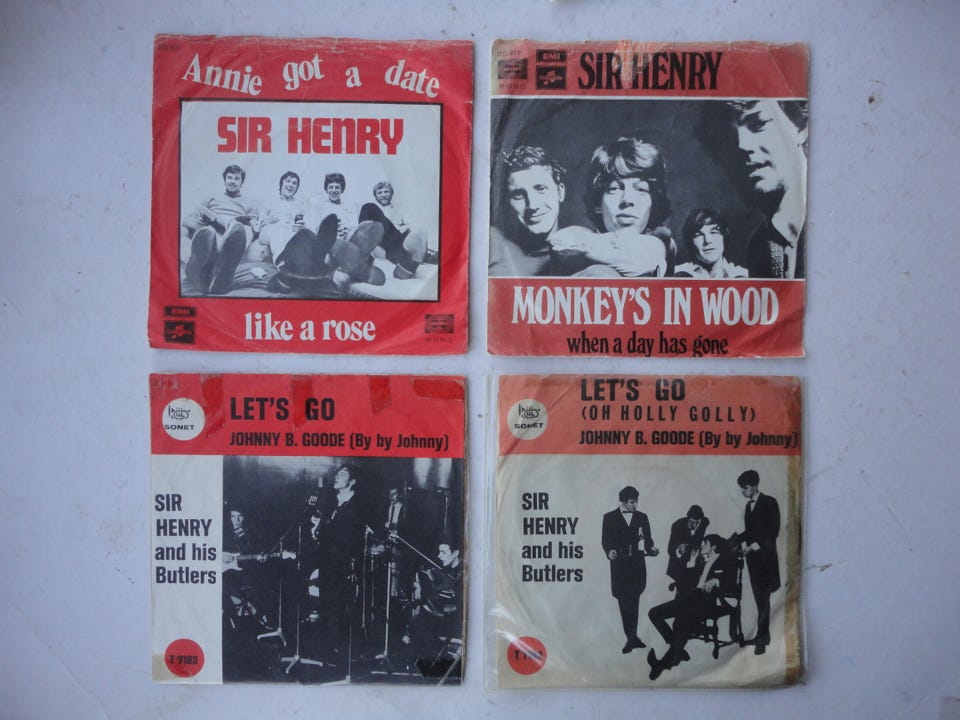 Annie got a date
SIR HENRY
EMI
like a rose
MONO
EMI
MONO
SIR HENRY
MONKEY'S IN WOOD
when a day has gone
SONET
LET'S GO
JOHNNY B. GOODE (By by Johnny)
SIR
HENRY
and his
Butlers
T 7183
SONET
LET'S GO
(OH HOLLY GOLLY)
JOHNNY B. GOODE (By by Johnny)
SIR
HENRY
and his
Butlers